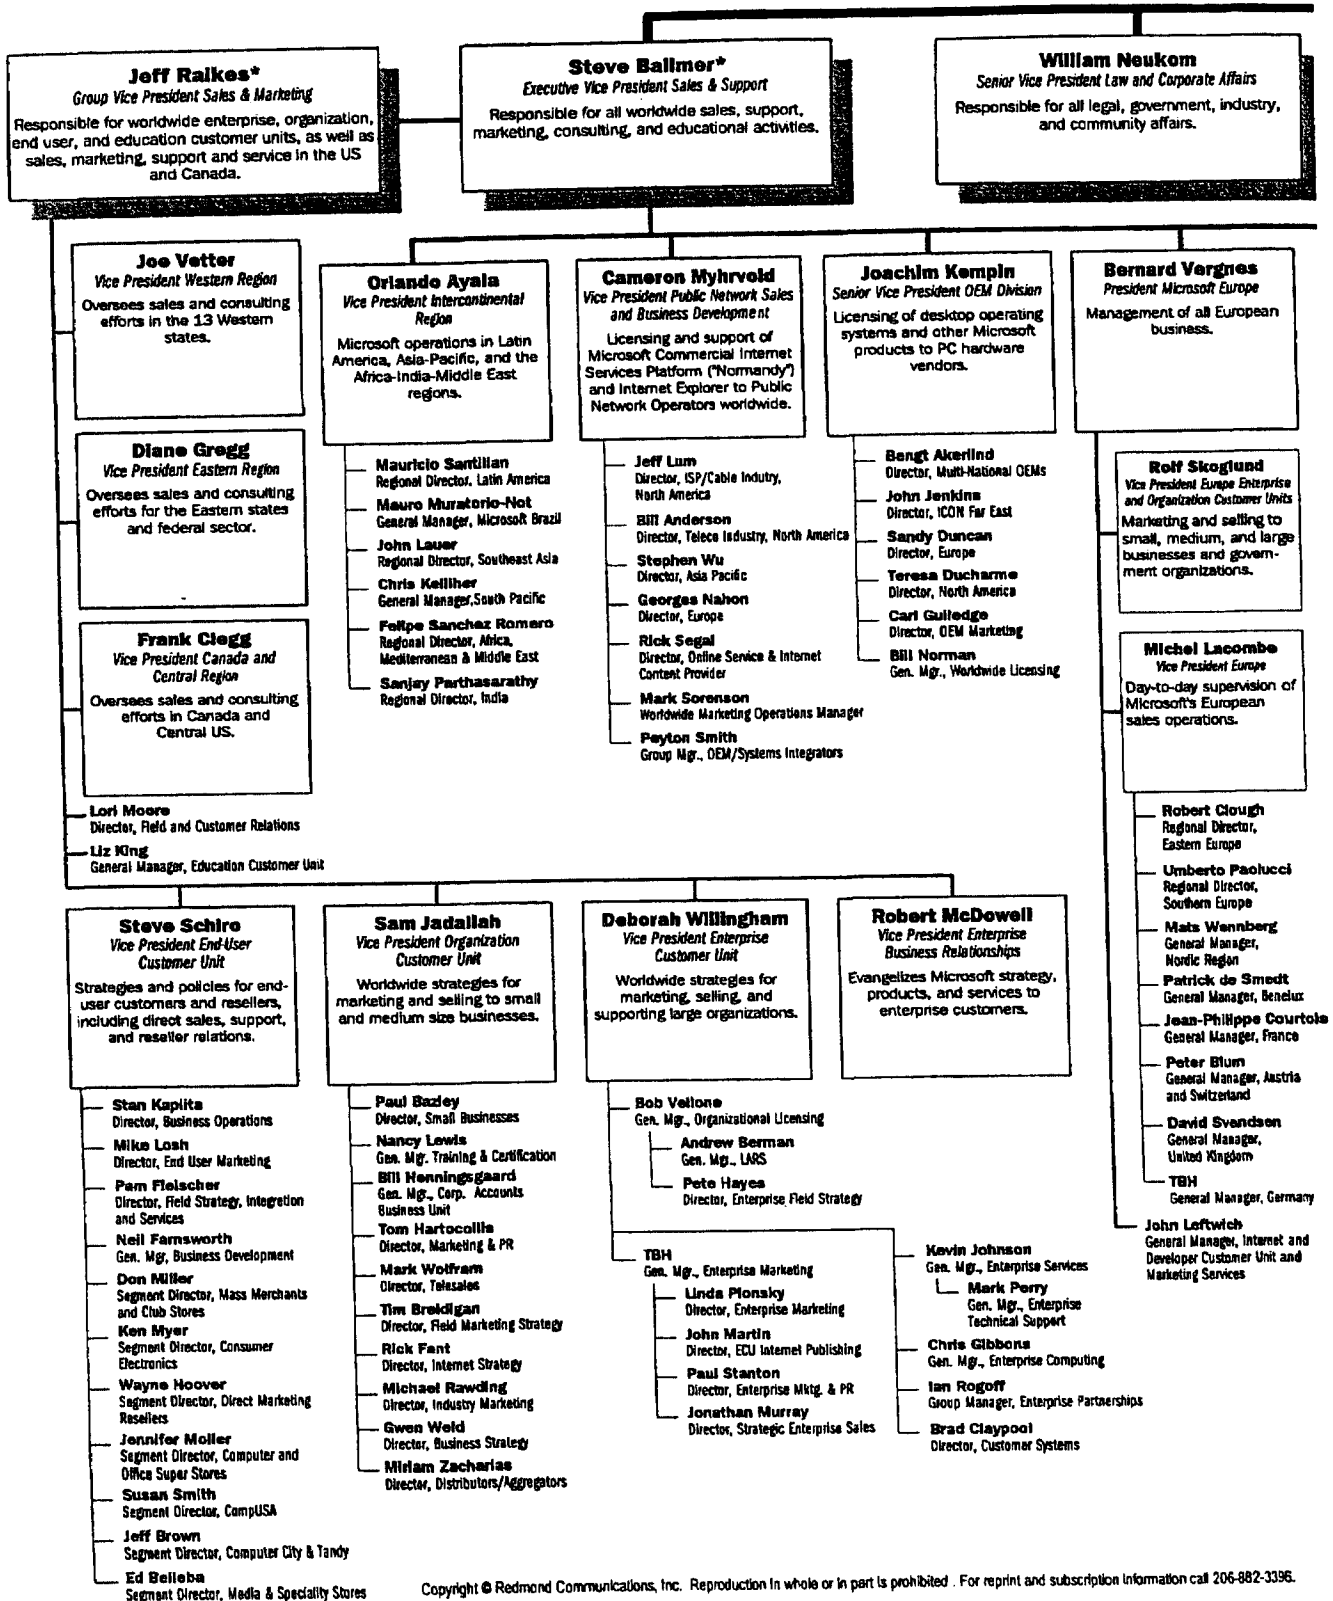 Jeff Raikes*
Group Vice President Sales & Marketing
Responsible for worldwide enterprise, organization,
end user, and education customer units, as well as
sales, marketing, support and service in the US
and Canada.
Steve Ballmer*
Executive Vice President Sales & Support
Responsible for all worldwide sales, support,
marketing, consulting, and educational activities.
William Neukom
Senior Vice President Law and Corporate Affairs
Responsible for all legal, government, industry,
and community affairs.
Joe Vetter
Vice President Western Region
Oversees sales and consulting
efforts in the 13 Western
states.
Diane Gregg
Vice President Eastern Region
Oversees sales and consulting
efforts for the Eastern states
and federal sector.
Frank Clegg
Vice President Canada and
Central Region
Oversees sales and consulting
efforts in Canada and
Central US.
Lori Moore
Director, Field and Customer Relations
Liz King
General Manager, Education Customer Unit
Orlando Ayala
Vice President Intercontinental
Region
Microsoft operations in Latin
America, Asia-Pacific, and the
Africa-India-Middle East
regions.
Mauricio Santillan
Regional Director, Latin America
Mauro Muratorio-Not
General Manager, Microsoft Brazil
John Lauer
Regional Director, Southeast Asia
Chris Kelliher
General Manager,South Pacific
Felipe Sanchez Romero
Regional Director, Africa,
Mediterranean & Middle East
Sanjay Parthasarathy
Regional Director, India
Cameron Myhrvold
Vice President Public Network Sales
and Business Development
Licensing and support of
Microsoft Commercial Internet
Services Platform ("Normandy")
and Internet Explorer to Public
Network Operators worldwide.
Jeff Lum
Director, ISP/Cable Indutry,
North America
Bill Anderson
Director, Teleco Industry, North America
Stephen Wu
Director, Asia Pacific
Georges Nahon
Director, Europe
Rick Segal
Director, Online Service & Internet
Content Provider
Mark Sorenson
Worldwide Marketing Operations Manager
Peyton Smith
Group Mgr., OEM/Systems Integrators
Joachim Kempin
Senior Vice President OEM Division
Licensing of desktop operating
systems and other Microsoft
products to PC hardware
vendors.
Bengt Akerlind
Director, Multi-National OEMs
John Jenkins
Director, ICON Far East
Sandy Duncan
Director, Europe
Teresa Ducharme
Director, North America
Carl Gulledge
Director, OEM Marketing
Bill Norman
Gen. Mgr., Worldwide Licensing
Bernard Vergnes
President Microsoft Europe
Management of all European
business.
Rolf Skoglund
Vice President Europe Enterprise
and Organization Customer Units
Marketing and selling to
small, medium, and large
businesses and govern-
ment organizations.
Michel Lacombe
Vice President Europe
Day-to-day supervision of
Microsoft's European
sales operations.
Robert Clough
Regional Director,
Eastern Europe
Umberto Paolucci
Regional Director,
Southern Europe
Mats Wennberg
General Manager,
Nordic Region
Patrick de Smedt
General Manager, Benelux
Jean-Philippe Courtois
General Manager, France
Peter Blum
General Manager, Austria
and Switzerland
David Svendsen
General Manager,
United Kingdom
TBH
General Manager, Germany
John Leftwich
General Manager, Internet and
Developer Customer Unit and
Marketing Services
Steve Schiro
Vice President End-User
Customer Unit
Strategies and policies for end-
user customers and resellers,
including direct sales, support,
and reseller relations.
Stan Kaplita
Director, Business Operations
Mike Losh
Director, End User Marketing
Pam Fleischer
Director, Field Strategy, Integration
and Services
Neil Farnsworth
Gen. Mgr, Business Development
Don Miller
Segment Director, Mass Merchants
and Club Stores
Ken Myer
Segment Director, Consumer
Electronics
Wayne Hoover
Segment Director, Direct Marketing
Resellers
Jennifer Moller
Segment Director, Computer and
Office Super Stores
Susan Smith
Segment Director, CompUSA
Jeff Brown
Segment Director, Computer City & Tandy
Ed Belleba
Segment Director, Media & Speciality Stores
Sam Jadallah
Vice President Organization
Customer Unit
Worldwide strategies for
marketing and selling to small
and medium size businesses.
Paul Bazley
Director, Small Businesses
Nancy Lewis
Gen. Mgr. Training & Certification
Bill Henningsgaard
Gen. Mgr., Corp. Accounts
Business Unit
Tom Hartocollis
Director, Marketing & PR
Mark Wolfram
Director, Telesales
Tim Breidigan
Director, Field Marketing Strategy
Rick Fant
Director, Internet Strategy
Michael Rawding
Director, Industry Marketing
Gwen Weld
Director, Business Strategy
Miriam Zacharias
Director, Distributors/Aggregators
Deborah Willingham
Vice President Enterprise
Customer Unit
Worldwide strategies for
marketing, selling, and
supporting large organizations.
Bob Vellone
Gen. Mgr., Organizational Licensing
Andrew Berman
Gen. Mgr., LARS
Pete Hayes
Director, Enterprise Field Strategy
TBH
Gen. Mgr., Enterprise Marketing
Linda Plonsky
Director, Enterprise Marketing
John Martin
Director, ECU Internet Publishing
Paul Stanton
Director, Enterprise Mktg. & PR
Jonathan Murray
Director, Strategic Enterprise Sales
Kevin Johnson
Gen. Mgr., Enterprise Services
Mark Perry
Gen. Mgr., Enterprise
Technical Support
Chris Gibbons
Gen. Mgr., Enterprise Computing
Ian Rogoff
Group Manager, Enterprise Partnerships
Brad Claypool
Director, Customer Systems
Robert McDowell
Vice President Enterprise
Business Relationships
Evangelizes Microsoft strategy,
products, and services to
enterprise customers.
Copyright © Redmond Communications, Inc. Reproduction in whole or in part is prohibited . For reprint and subscription information call 206-882-3396.